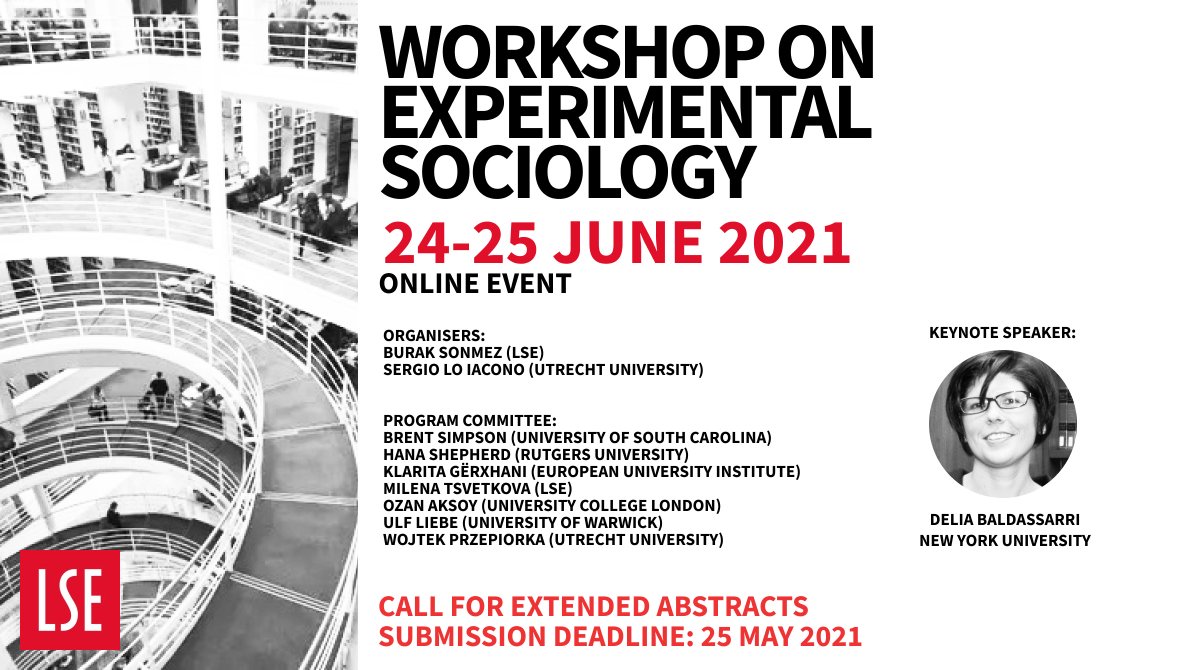 WORKSHOP ON
EXPERIMENTAL
SOCIOLOGY
24-25 JUNE 2021
ONLINE EVENT
ORGANISERS:
BURAK SONMEZ (LSE)
SERGIO LO IACONO (UTRECHT UNIVERSITY)
PROGRAM COMMITTEE:
BRENT SIMPSON (UNIVERSITY OF SOUTH CAROLINA)
HANA SHEPHERD (RUTGERS UNIVERSITY)
KLARITA GËRXHANI (EUROPEAN UNIVERSITY INSTITUTE)
MILENA TSVETKOVA (LSE)
OZAN AKSOY (UNIVERSITY COLLEGE LONDON)
ULF LIEBE (UNIVERSITY OF WARWICK)
WOJTEK PRZEPIORKA (UTRECHT UNIVERSITY)
KEYNOTE SPEAKER:
DELIA BALDASSARRI
NEW YORK UNIVERSITY
CALL FOR EXTENDED ABSTRACTS
SUBMISSION DEADLINE: 25 MAY 2021
LSE